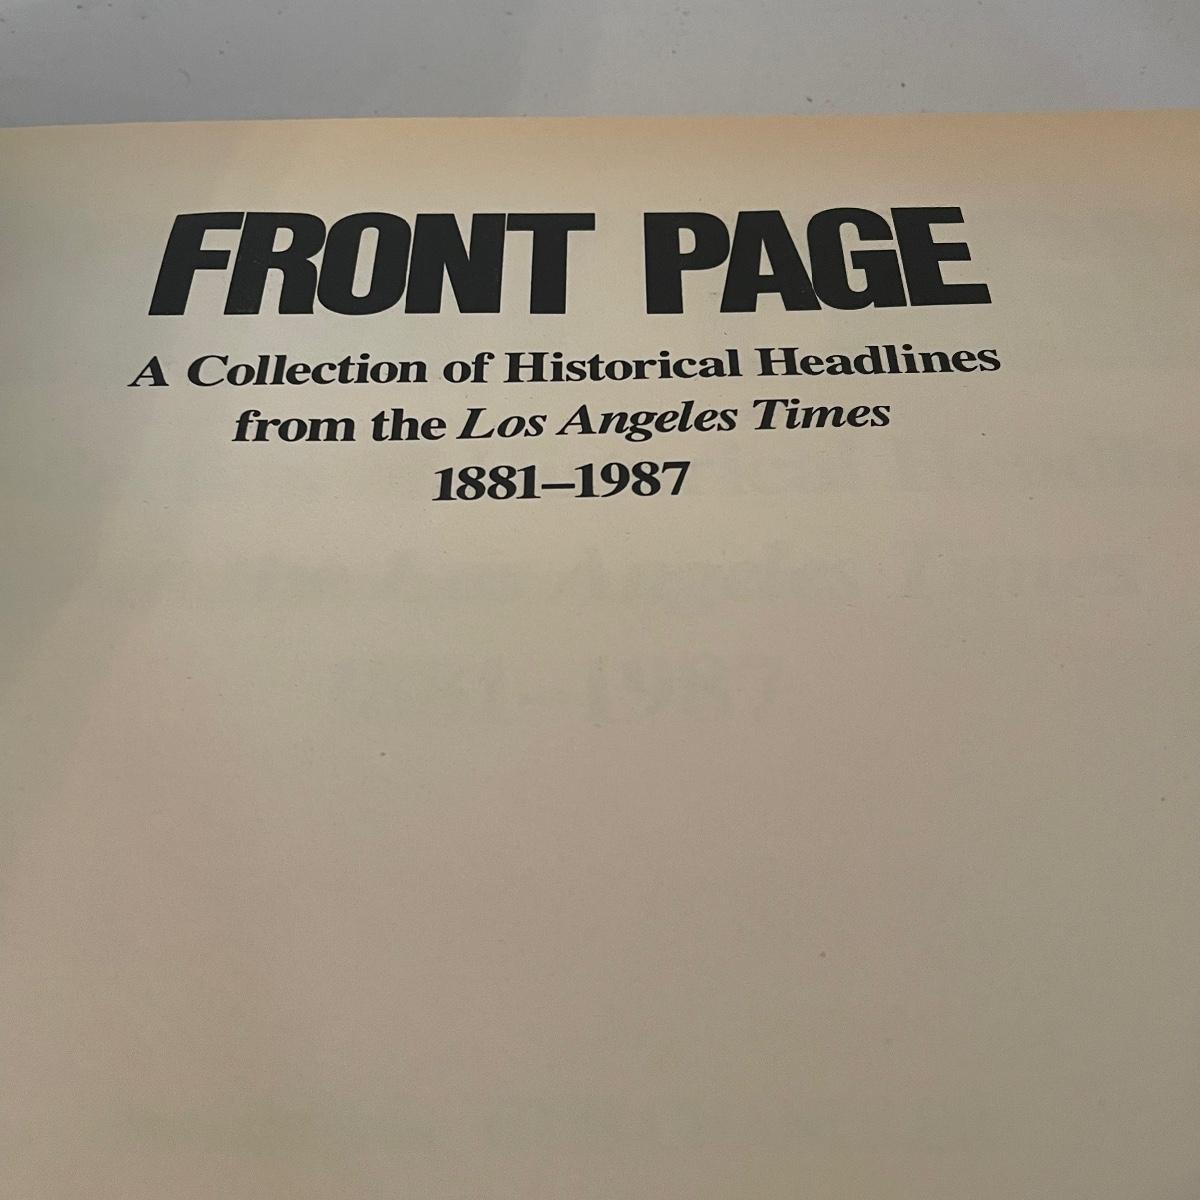 FRONT PAGE
A Collection of Historical Headlines
from the Los Angeles Times
1881–1987